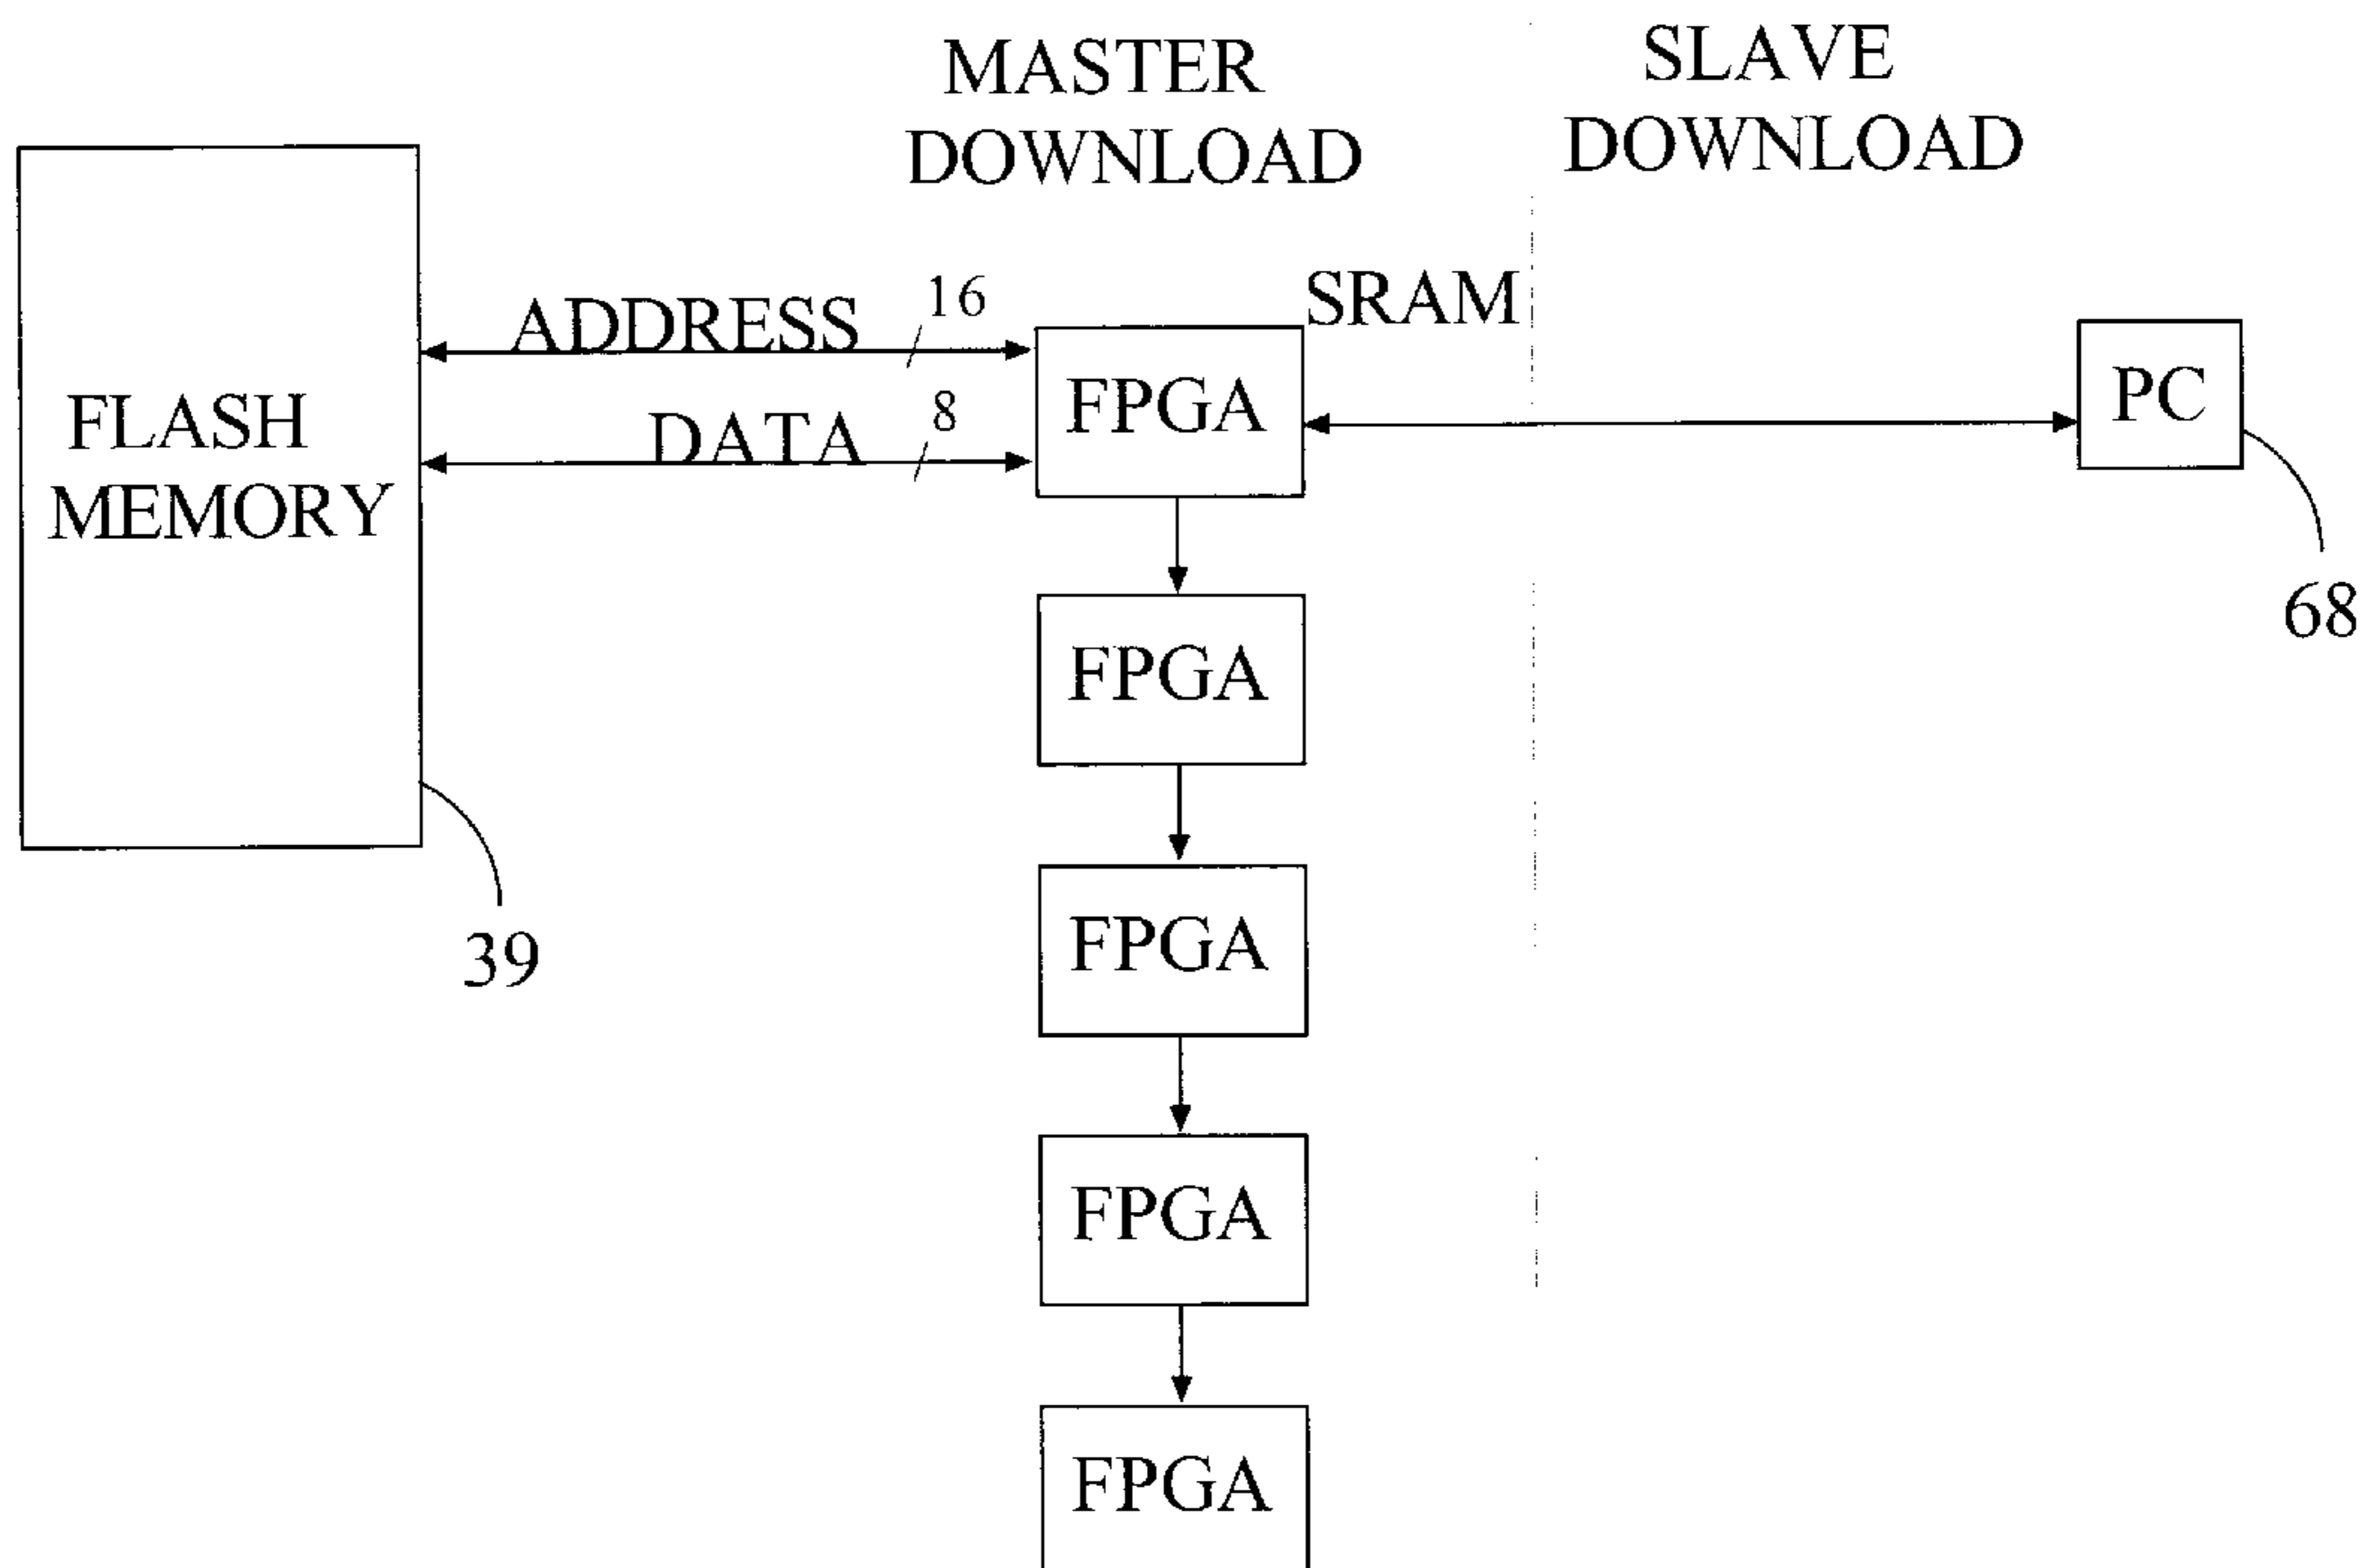 MASTER
DOWNLOAD
SLAVE
DOWNLOAD
ADDRESS 16
DATA 8
SRAM
FLASH
MEMORY
FPGA
PC
68
39
FPGA
FPGA
FPGA
FPGA